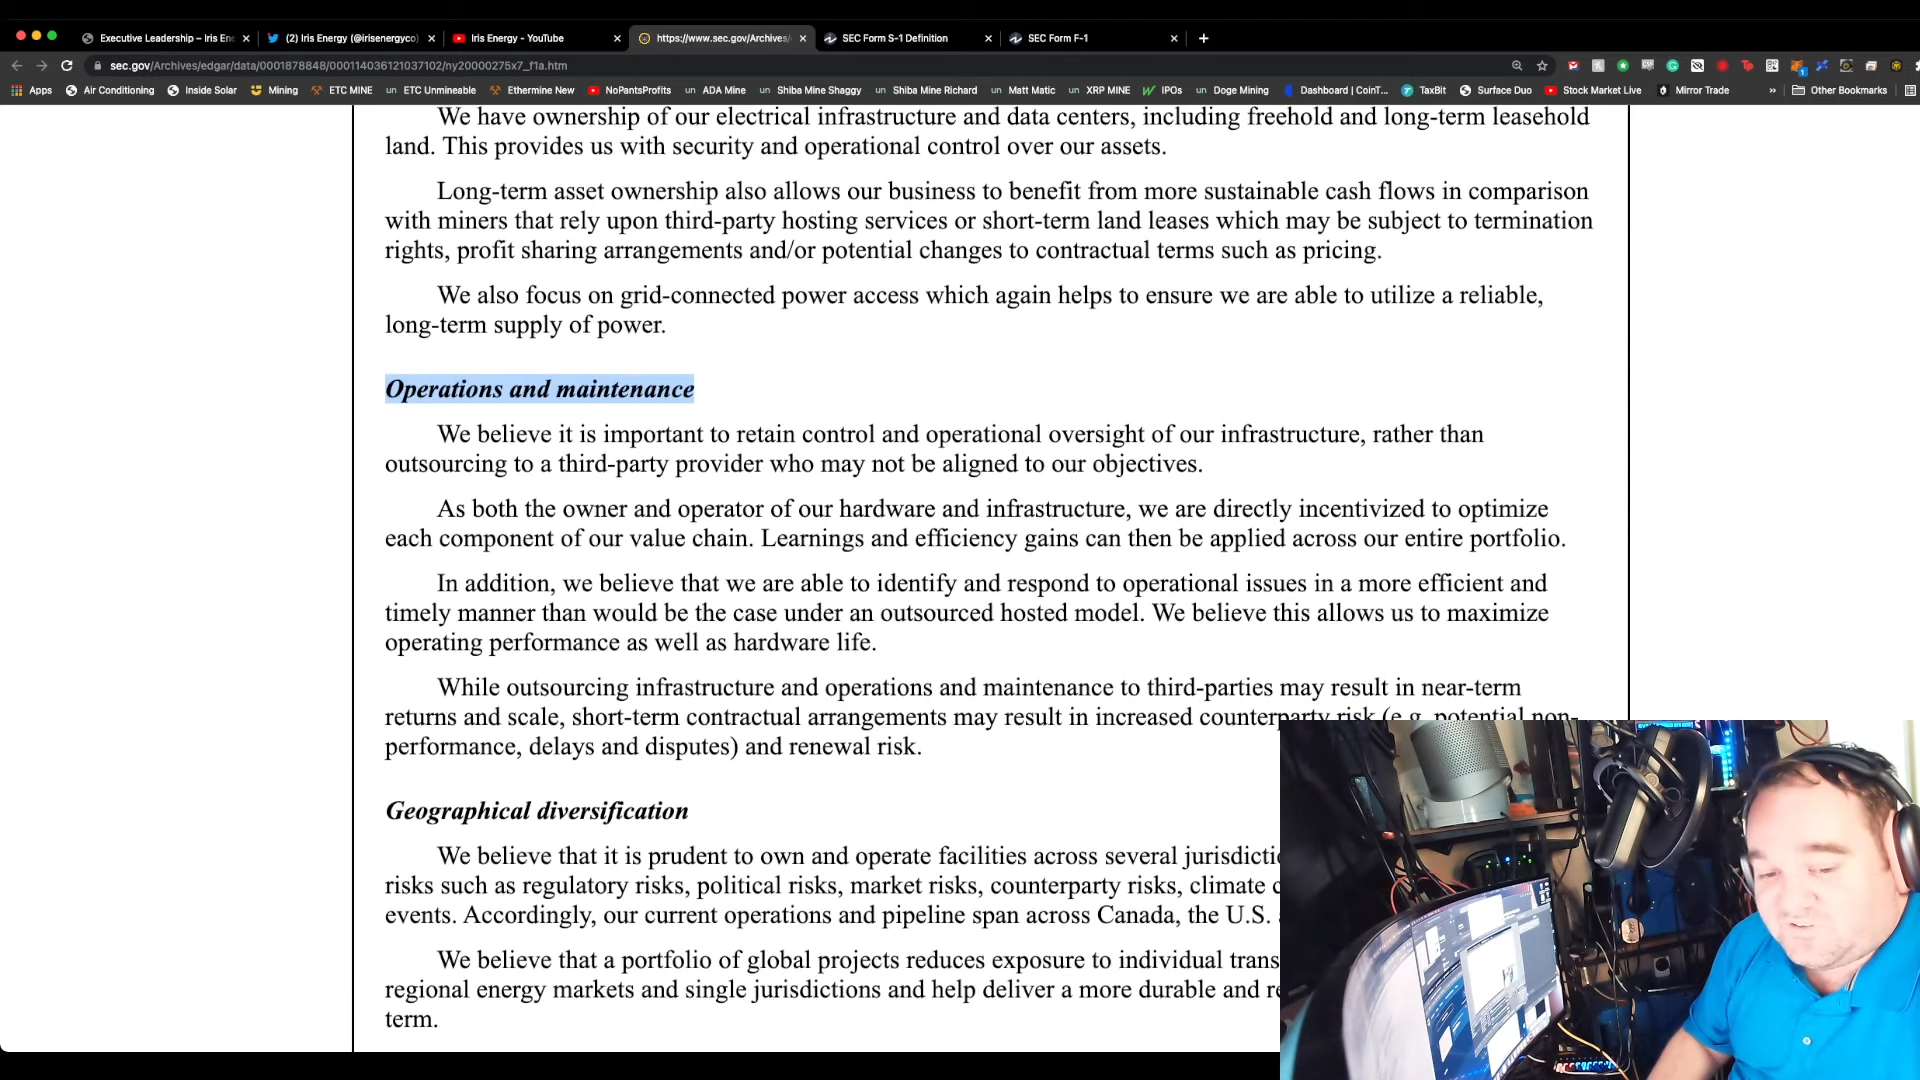 Executive Leadership – Iris En
(2) Iris Energy (@irisenergyco)
Iris Energy - YouTube
https://www.sec.gov/Archives/
SEC Form S-1 Definition
SEC Form F-1
sec.gov/Archives/edgar/data/0001878848/000114036121037102/ny20000275x7_f1a.htm
Apps Air Conditioning Inside Solar Mining ETC MINE ETC Unmineable Ethermine New NoPantsProfits ADA Mine Shiba Mine Shaggy Shiba Mine Richard Matt Matic XRP MINE IPOs Doge Mining Dashboard | CoinT... TaxBit Surface Duo Stock Market Live Mirror Trade » Other Bookmarks
We have ownership of our electrical infrastructure and data centers, including freehold and long-term leasehold
land. This provides us with security and operational control over our assets.
Long-term asset ownership also allows our business to benefit from more sustainable cash flows in comparison
with miners that rely upon third-party hosting services or short-term land leases which may be subject to termination
rights, profit sharing arrangements and/or potential changes to contractual terms such as pricing.
We also focus on grid-connected power access which again helps to ensure we are able to utilize a reliable,
long-term supply of power.
Operations and maintenance
We believe it is important to retain control and operational oversight of our infrastructure, rather than
outsourcing to a third-party provider who may not be aligned to our objectives.
As both the owner and operator of our hardware and infrastructure, we are directly incentivized to optimize
each component of our value chain. Learnings and efficiency gains can then be applied across our entire portfolio.
In addition, we believe that we are able to identify and respond to operational issues in a more efficient and
timely manner than would be the case under an outsourced hosted model. We believe this allows us to maximize
operating performance as well as hardware life.
While outsourcing infrastructure and operations and maintenance to third-parties may result in near-term
returns and scale, short-term contractual arrangements may result in increased counterparty risk (e.g. potential non-
performance, delays and disputes) and renewal risk.
Geographical diversification
We believe that it is prudent to own and operate facilities across several jurisdictio
risks such as regulatory risks, political risks, market risks, counterparty risks, climate c
events. Accordingly, our current operations and pipeline span across Canada, the U.S.
We believe that a portfolio of global projects reduces exposure to individual trans
regional energy markets and single jurisdictions and help deliver a more durable and re
term.